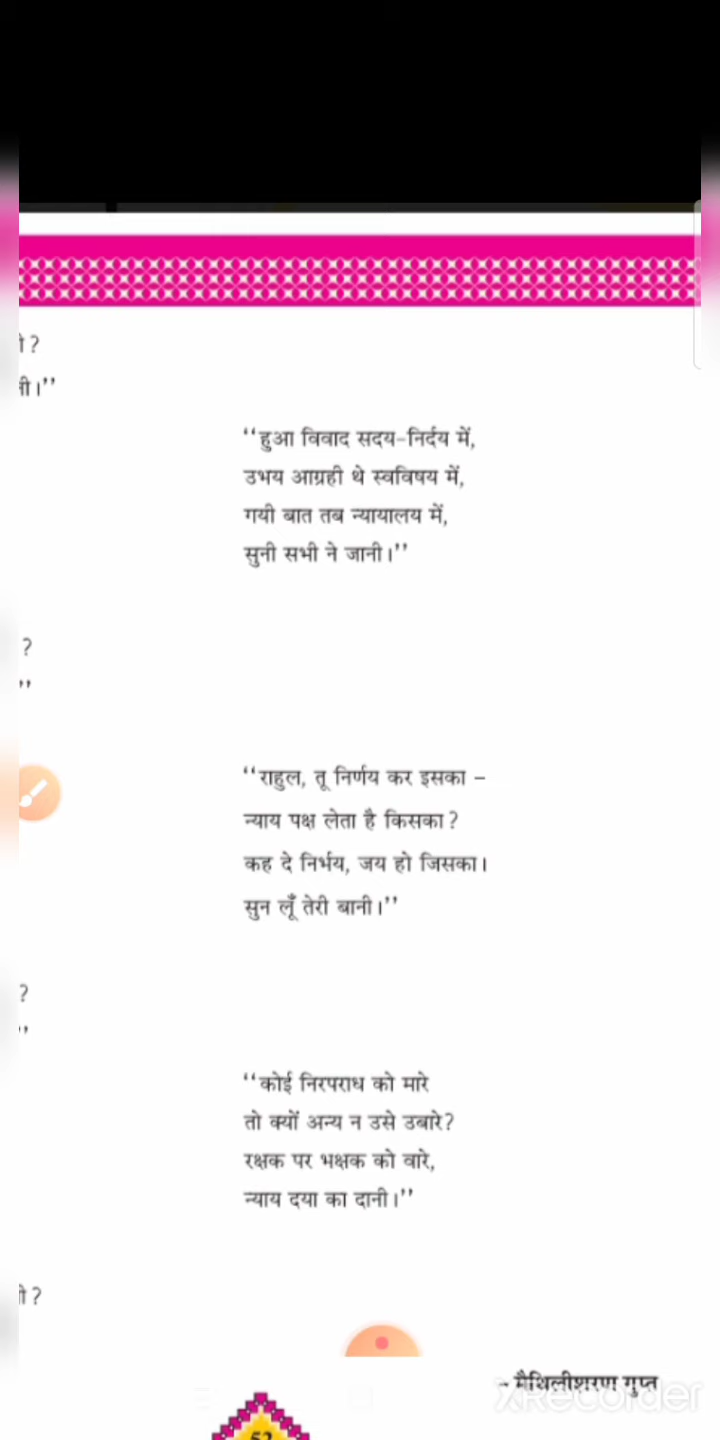 ो?
नी।’’
‘‘हुआ विवाद सदय-निर्दय में,
उभय आग्रही थे स्वविषय में,
गयी बात तब न्यायालय में,
सुनी सभी ने जानी।’’
?
’’
‘‘राहुल, तू निर्णय कर इसका –
न्याय पक्ष लेता है किसका?
कह दे निर्भय, जय हो जिसका।
सुन लूँ तेरी बानी।’’
?
’’
‘‘कोई निरपराध को मारे
तो क्यों अन्य न उसे उबारे?
रक्षक पर भक्षक को वारे,
न्याय दया का दानी।’’
ो?
- मैथिलीशरण गुप्त
XRecorder
52